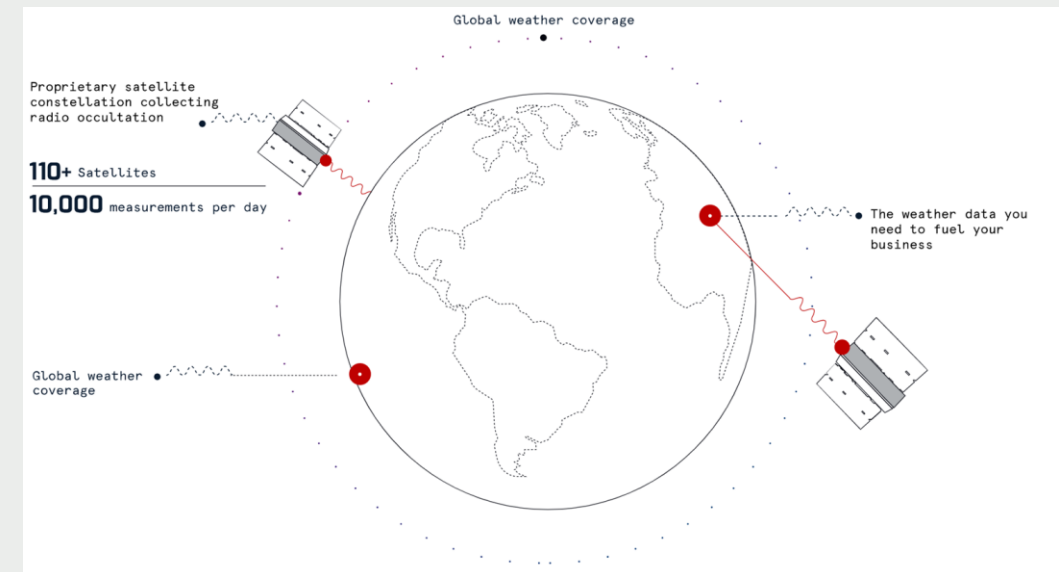 Global weather coverage
Proprietary satellite
constellation collecting
radio occultation
110+ Satellites
10,000 measurements per day
The weather data you
need to fuel your
business
Global weather
coverage